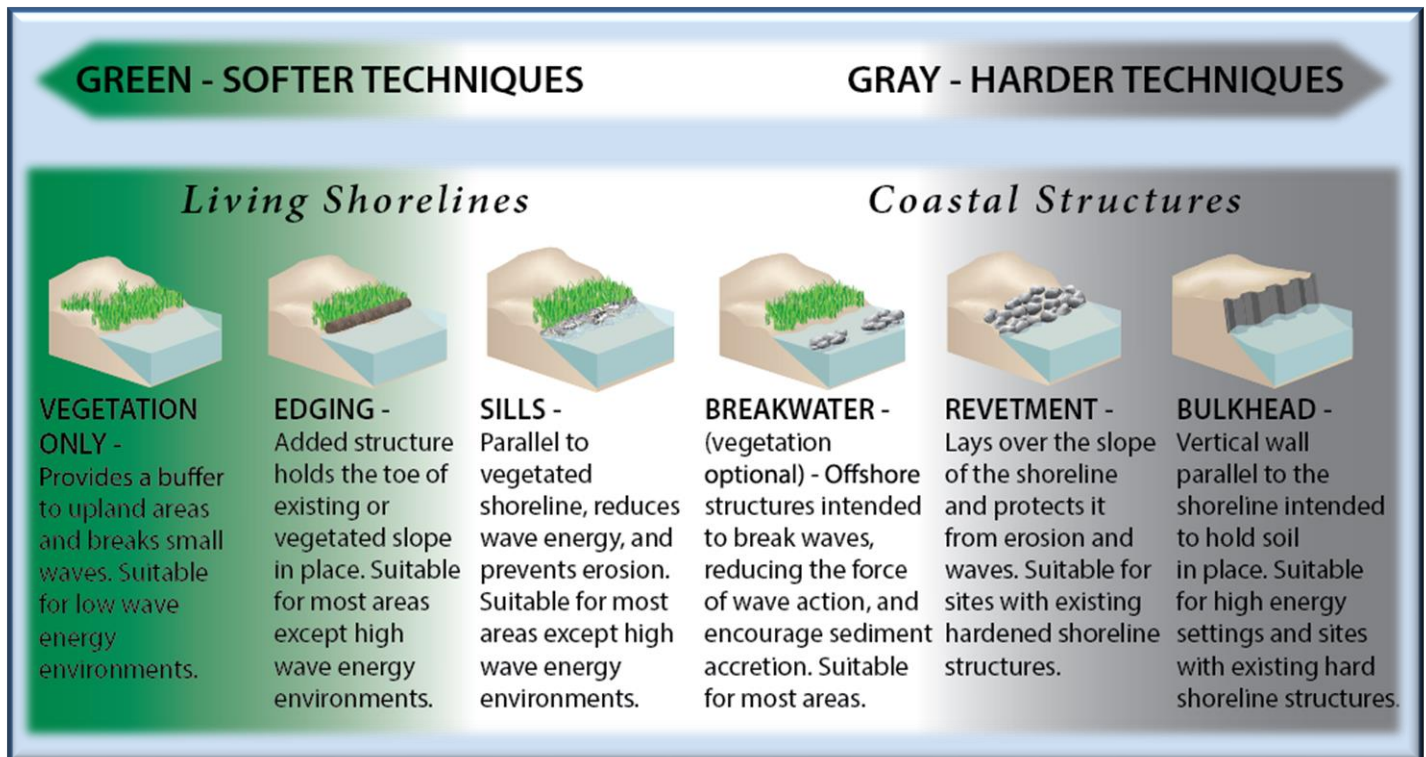 GREEN - SOFTER TECHNIQUES
GRAY - HARDER TECHNIQUES
Living Shorelines
Coastal Structures
VEGETATION
ONLY -
Provides a buffer
to upland areas
and breaks small
waves. Suitable
for low wave
energy
environments.
EDGING -
Added structure
holds the toe of
existing or
vegetated slope
in place. Suitable
for most areas
except high
wave energy
environments.
SILLS -
Parallel to
vegetated
shoreline, reduces
wave energy, and
prevents erosion.
Suitable for most
areas except high
wave energy
environments.
BREAKWATER -
(vegetation
optional) - Offshore
structures intended
to break waves,
reducing the force
of wave action, and
encourage sediment
accretion. Suitable
for most areas.
REVETMENT -
Lays over the slope
of the shoreline
and protects it
from erosion and
waves. Suitable for
sites with existing
hardened shoreline
structures.
BULKHEAD -
Vertical wall
parallel to the
shoreline intended
to hold soil
in place. Suitable
for high energy
settings and sites
with existing hard
shoreline structures.